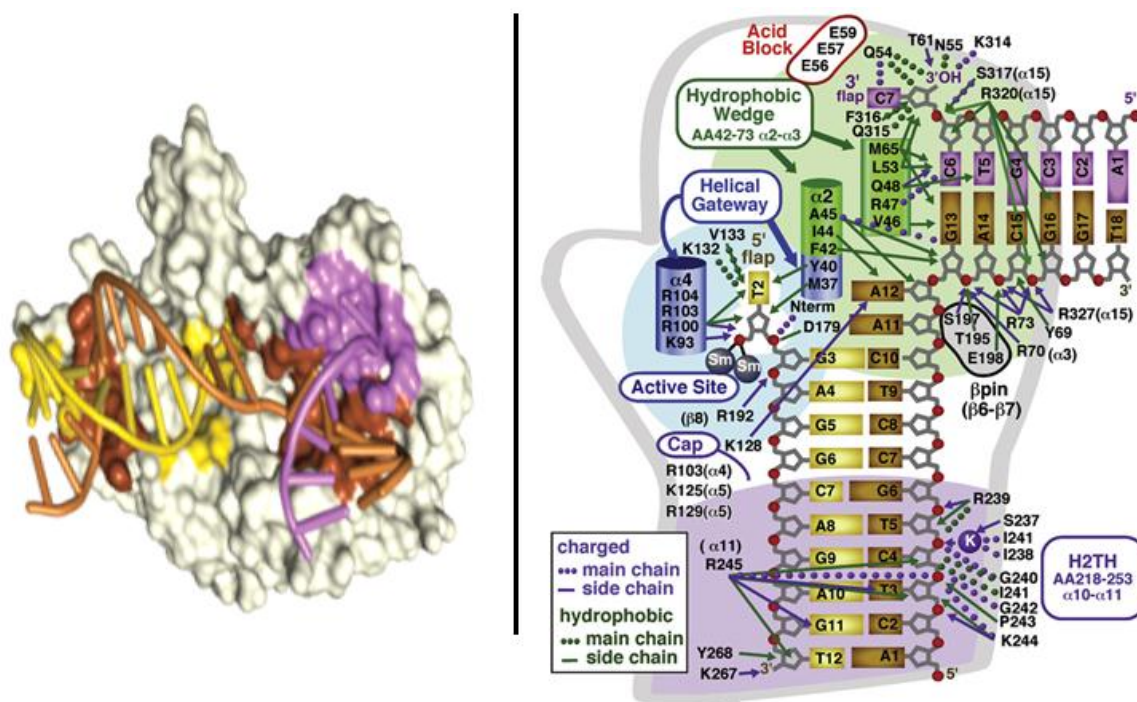 Acid
Block
E59
E57
E56
T61
N55
K314
Q54
3'OH
S317(α15)
R320(α15)
3'
flap
C7
5'
F316
Q315
Hydrophobic
Wedge
AA42-73 α2-α3
M65
L53
Q48
R47
V46
C6
T5
G4
C3
C2
A1
G13
A14
C15
G16
G17
T18
3'
Helical
Gateway
α2
A45
I44
F42
Y40
M37
V133
K132
5'
flap
T2
α4
R104
R103
R100
K93
Nterm
D179
A12
A11
S197
T195
E198
R73
R70
(α3)
Y69
R327(α15)
βpin
(β6-β7)
Sm
Sm
Active Site
G3
C10
(β8)
R192
A4
T9
K128
G5
C8
Cap
G6
C7
R103(α4)
K125(α5)
R129(α5)
C7
G6
A8
T5
R239
S237
K
I241
I238
(α11)
R245
G9
C4
G240
I241
G242
P243
K244
H2TH
AA218-253
α10-α11
A10
T3
G11
C2
Y268
K267
3'
T12
A1
5'
charged
main chain
side chain
hydrophobic
main chain
side chain